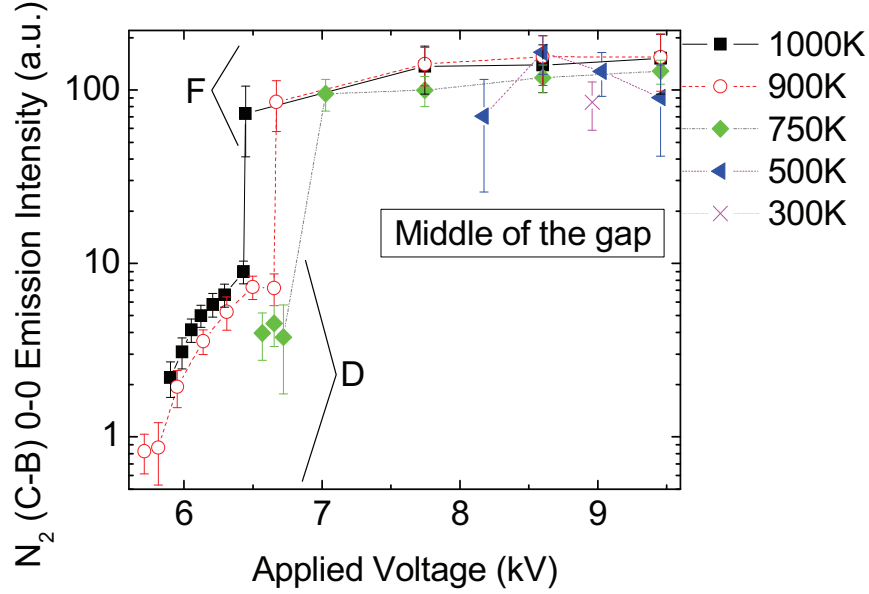 N2 (C-B) 0-0 Emission Intensity (a.u.)
100
10
1
F
D
Middle of the gap
6 7 8 9
Applied Voltage (kV)
1000K
900K
750K
500K
300K